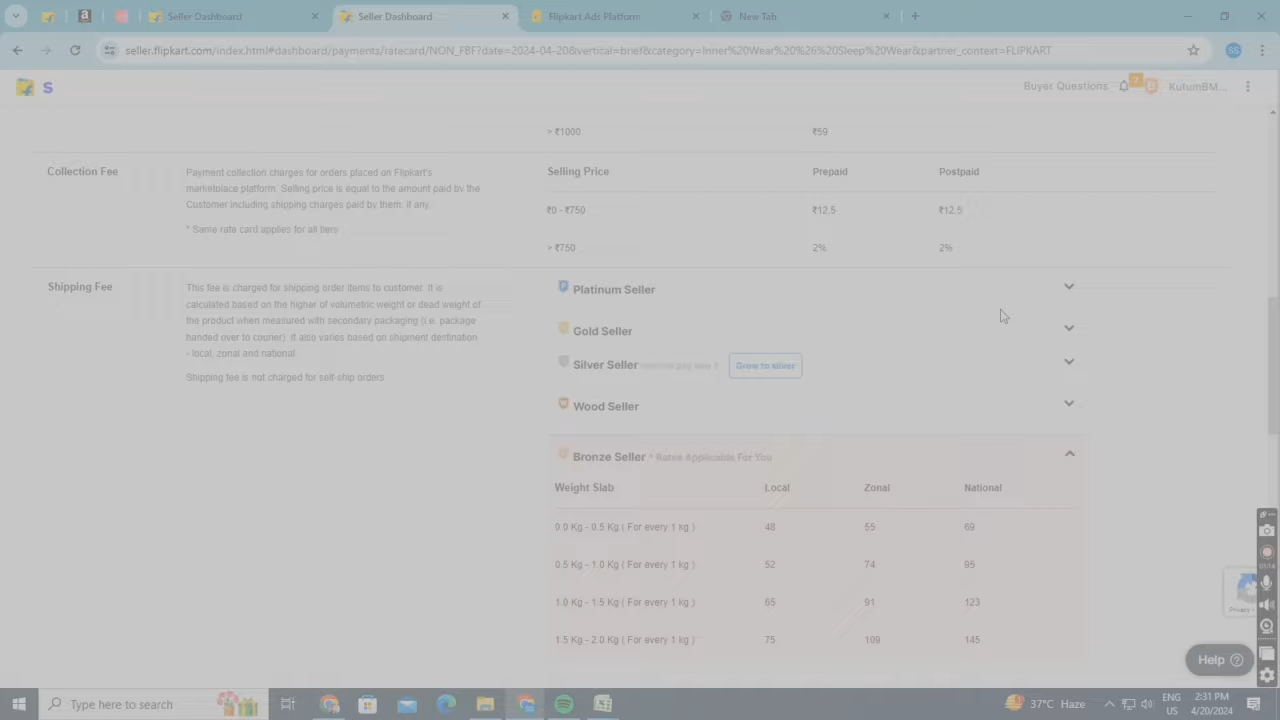 Seller Dashboard
Seller Dashboard
Flipkart Ads Platform
New Tab
seller.flipkart.com/index.html#dashboard/payments/ratecard/NON_FBF?date=2024-04-20&vertical=brief&category=Inner%20Wear%20%26%20Sleep%20Wear&partner_context=FLIPKART
SS
S
Buyer Questions
KutumBM...
> ₹1000 ₹59
Collection Fee
Payment collection charges for orders placed on Flipkart's
marketplace platform. Selling price is equal to the amount paid by the
Customer including shipping charges paid by them, if any.
* Same rate card applies for all tiers
Selling Price Prepaid Postpaid
₹0 - ₹750 ₹12.5 ₹12.5
> ₹750 2% 2%
Shipping Fee
This fee is charged for shipping order items to customer. It is
calculated based on the higher of volumetric weight or dead weight of
the product when measured with secondary packaging (i.e. package
handed over to courier). It also varies based on shipment destination
- local, zonal and national.
Shipping fee is not charged for self-ship orders
Platinum Seller
Gold Seller
Silver Seller Grow to silver
Wood Seller
Bronze Seller * Rates Applicable For You
Weight Slab Local Zonal National
0.0 Kg - 0.5 Kg ( For every 1 kg ) 48 55 69
0.5 Kg - 1.0 Kg ( For every 1 kg ) 52 74 95
1.0 Kg - 1.5 Kg ( For every 1 kg ) 65 91 123
1.5 Kg - 2.0 Kg ( For every 1 kg ) 75 109 145
Help
Type here to search
37°C Haze
ENG
US
2:31 PM
4/20/2024